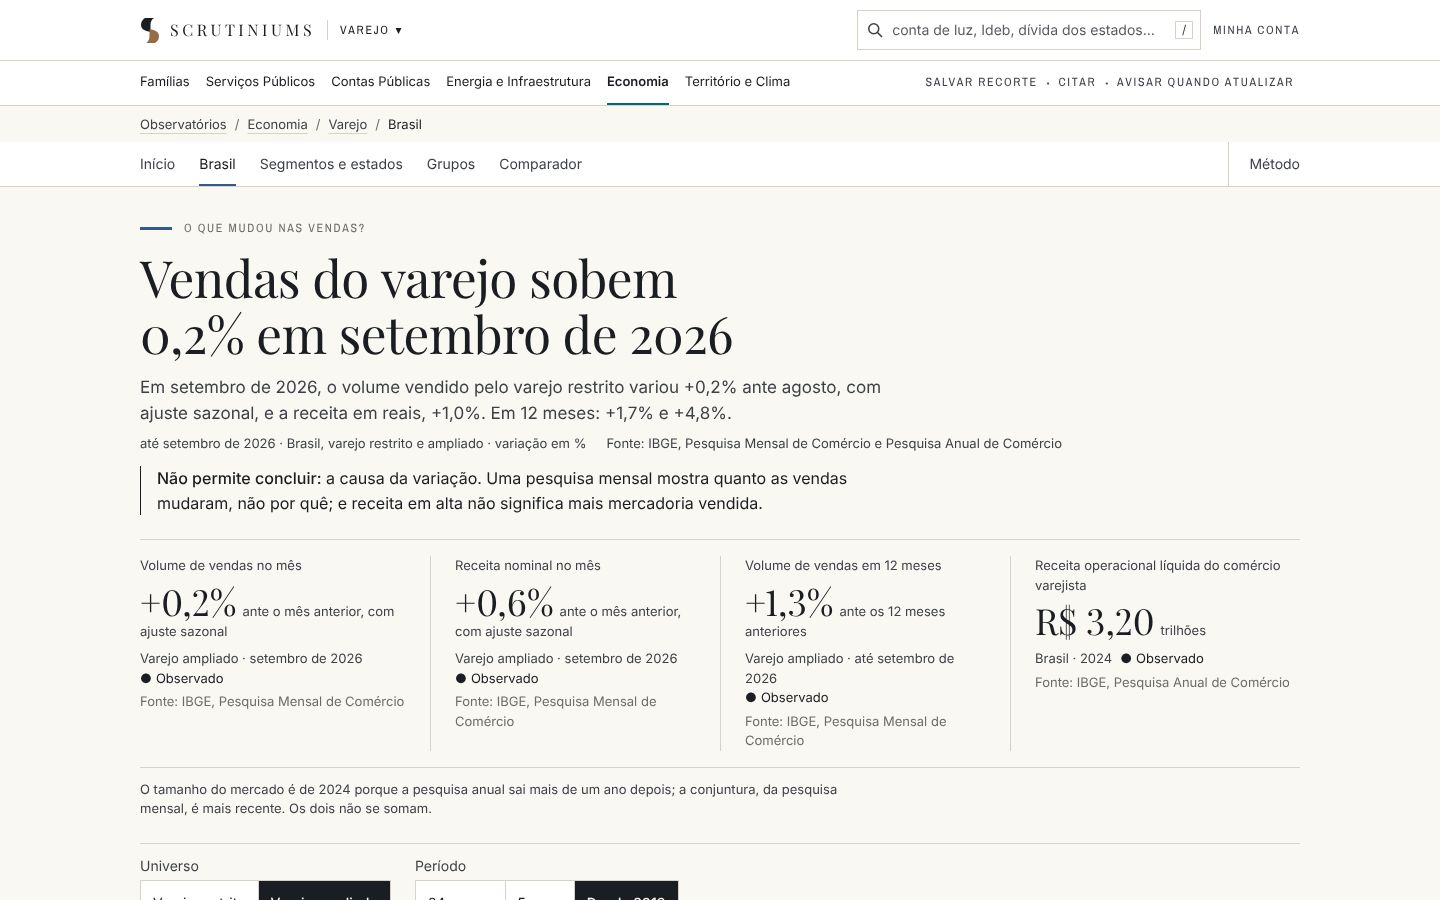 SCRUTINIUMS
VAREJO ▼
conta de luz, Ideb, dívida dos estados...
/
MINHA CONTA
Famílias
Serviços Públicos
Contas Públicas
Energia e Infraestrutura
Economia
Território e Clima
SALVAR RECORTE • CITAR • AVISAR QUANDO ATUALIZAR
Observatórios / Economia / Varejo / Brasil
Início
Brasil
Segmentos e estados
Grupos
Comparador
Método
O QUE MUDOU NAS VENDAS?
Vendas do varejo sobem
0,2% em setembro de 2026
Em setembro de 2026, o volume vendido pelo varejo restrito variou +0,2% ante agosto, com
ajuste sazonal, e a receita em reais, +1,0%. Em 12 meses: +1,7% e +4,8%.
até setembro de 2026 · Brasil, varejo restrito e ampliado · variação em %
Fonte: IBGE, Pesquisa Mensal de Comércio e Pesquisa Anual de Comércio
Não permite concluir: a causa da variação. Uma pesquisa mensal mostra quanto as vendas
mudaram, não por quê; e receita em alta não significa mais mercadoria vendida.
Volume de vendas no mês
+0,2% ante o mês anterior, com
ajuste sazonal
Varejo ampliado · setembro de 2026
● Observado
Fonte: IBGE, Pesquisa Mensal de Comércio
Receita nominal no mês
+0,6% ante o mês anterior,
com ajuste sazonal
Varejo ampliado · setembro de 2026
● Observado
Fonte: IBGE, Pesquisa Mensal de
Comércio
Volume de vendas em 12 meses
+1,3% ante os 12 meses
anteriores
Varejo ampliado · até setembro de
2026
● Observado
Fonte: IBGE, Pesquisa Mensal de
Comércio
Receita operacional líquida do comércio
varejista
R$ 3,20 trilhões
Brasil · 2024 ● Observado
Fonte: IBGE, Pesquisa Anual de Comércio
O tamanho do mercado é de 2024 porque a pesquisa anual sai mais de um ano depois; a conjuntura, da pesquisa
mensal, é mais recente. Os dois não se somam.
Universo
Período